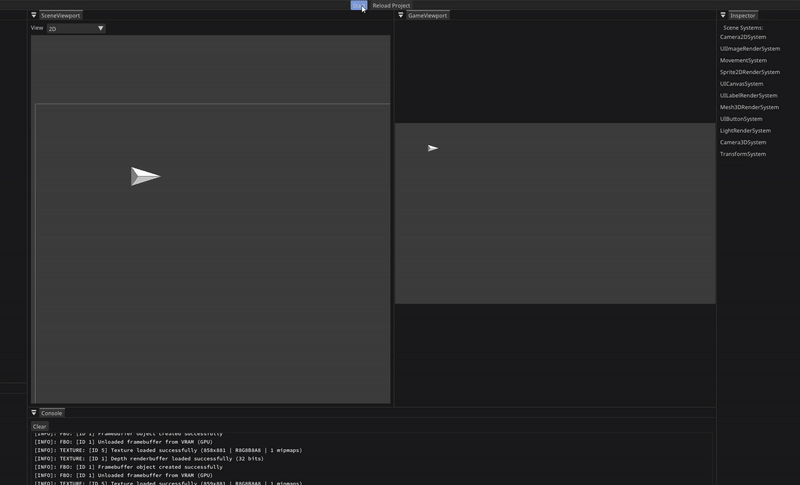 Reload Project
SceneViewport
GameViewport
Inspector
View
2D
Scene Systems:
Camera2DSystem
UIImageRenderSystem
MovementSystem
Sprite2DRenderSystem
UICanvasSystem
UILabelRenderSystem
Mesh3DRenderSystem
UIButtonSystem
LightRenderSystem
Camera3DSystem
TransformSystem
Console
Clear
[INFO]: FBO: [ID 1] Framebuffer object created successfully
[INFO]: FBO: [ID 1] Unloaded framebuffer from VRAM (GPU)
[INFO]: TEXTURE: [ID 5] Texture loaded successfully (858x881 | R8G8B8A8 | 1 mipmaps)
[INFO]: TEXTURE: [ID 1] Depth renderbuffer loaded successfully (32 bits)
[INFO]: FBO: [ID 1] Framebuffer object created successfully
[INFO]: FBO: [ID 1] Unloaded framebuffer from VRAM (GPU)
[INFO]: TEXTURE: [ID 5] Texture loaded successfully (859x881 | R8G8B8A8 | 1 mipmaps)